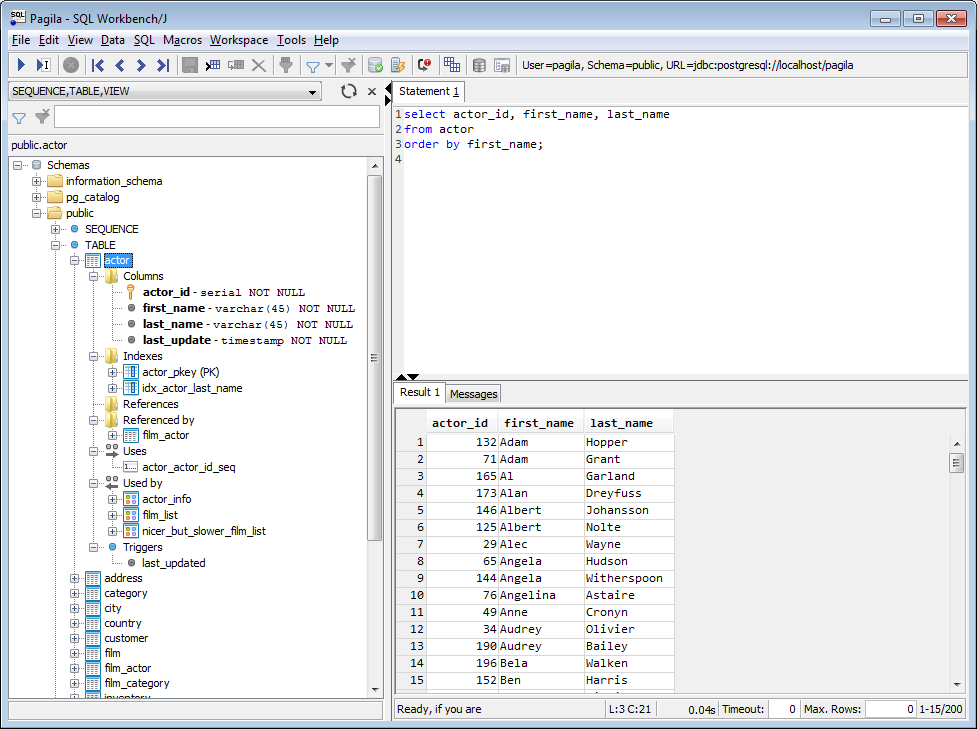 Pagila - SQL Workbench/J
File Edit View Data SQL Macros Workspace Tools Help
User=pagila, Schema=public, URL=jdbc:postgresql://localhost/pagila
SEQUENCE,TABLE,VIEW
public.actor
Schemas
information_schema
pg_catalog
public
SEQUENCE
TABLE
actor
Columns
actor_id - serial NOT NULL
first_name - varchar(45) NOT NULL
last_name - varchar(45) NOT NULL
last_update - timestamp NOT NULL
Indexes
actor_pkey (PK)
idx_actor_last_name
References
Referenced by
film_actor
Uses
actor_actor_id_seq
Used by
actor_info
film_list
nicer_but_slower_film_list
Triggers
last_updated
address
category
city
country
customer
film
film_actor
film_category
inventory
Statement 1
1 select actor_id, first_name, last_name
2 from actor
3 order by first_name;
4
Result 1 Messages
actor_id first_name last_name
1 132 Adam Hopper
2 71 Adam Grant
3 165 Al Garland
4 173 Alan Dreyfuss
5 146 Albert Johansson
6 125 Albert Nolte
7 29 Alec Wayne
8 65 Angela Hudson
9 144 Angela Witherspoon
10 76 Angelina Astaire
11 49 Anne Cronyn
12 34 Audrey Olivier
13 190 Audrey Bailey
14 196 Bela Walken
15 152 Ben Harris
Ready, if you are L:3 C:21 0.04s Timeout: 0 Max. Rows: 0 1-15/200